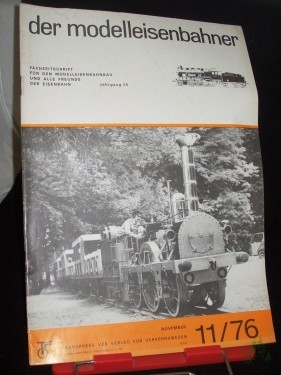 der modelleisenbahner
FACHZEITSCHRIFT
FÜR DEN MODELLEISENBAHNBAU
UND ALLE FREUNDE
DER EISENBAHN Jahrgang 25
NOVEMBER
TRANSPRESS VEB VERLAG FÜR VERKEHRSWESEN
11/76